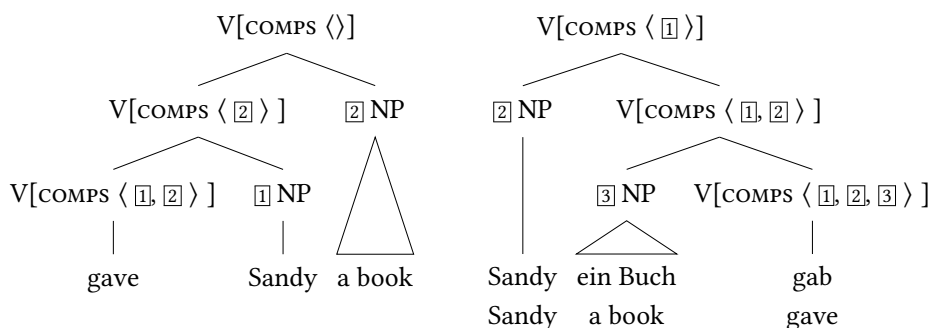 V[COMPS ⟨⟩] V[COMPS ⟨ 1 ⟩]
V[COMPS ⟨ 2 ⟩ ] 2 NP 2 NP V[COMPS ⟨ 1, 2 ⟩ ]
V[COMPS ⟨ 1, 2 ⟩ ] 1 NP 3 NP V[COMPS ⟨ 1, 2, 3 ⟩ ]
gave Sandy a book Sandy ein Buch gab
Sandy a book gave